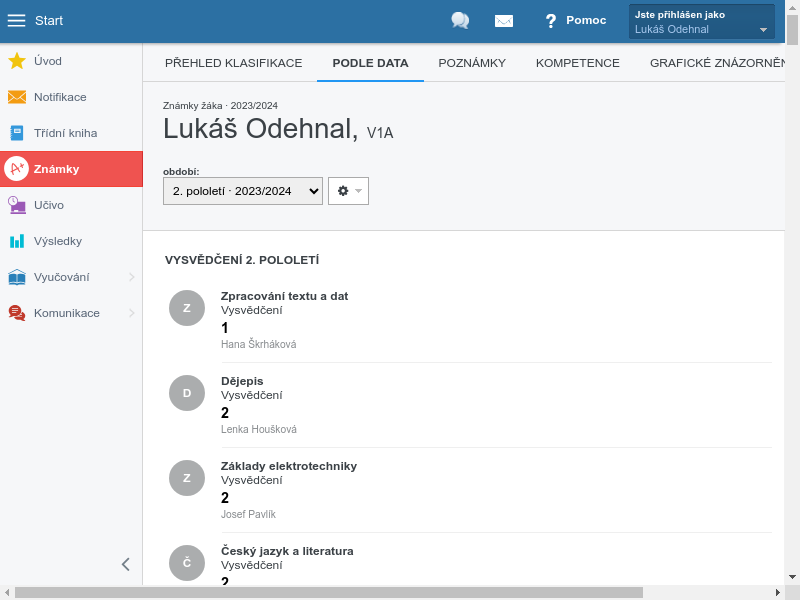 Start
Pomoc
Jste přihlášen jako
Lukáš Odehnal
Úvod
Notifikace
Třídní kniha
A+
Známky
Učivo
Výsledky
Vyučování
Komunikace
PŘEHLED KLASIFIKACE
PODLE DATA
POZNÁMKY
KOMPETENCE
GRAFICKÉ ZNÁZORNĚN
Známky žáka · 2023/2024
Lukáš Odehnal, V1A
období:
2. pololetí · 2023/2024
VYSVĚDČENÍ 2. POLOLETÍ
Z
Zpracování textu a dat
Vysvědčení
1
Hana Škrháková
D
Dějepis
Vysvědčení
2
Lenka Houšková
Z
Základy elektrotechniky
Vysvědčení
2
Josef Pavlík
Č
Český jazyk a literatura
Vysvědčení
2